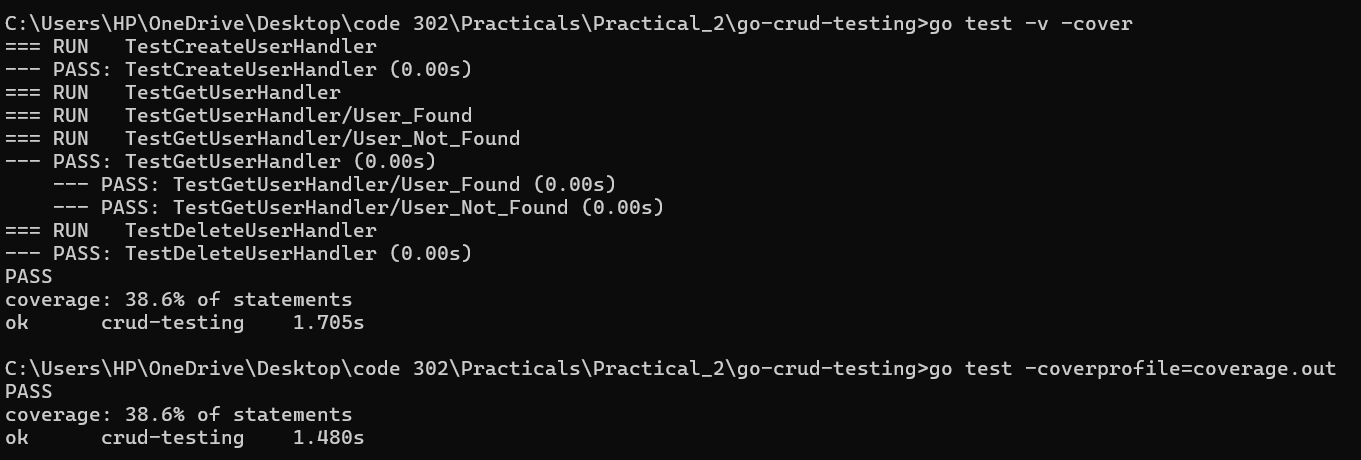 C:\Users\HP\OneDrive\Desktop\code 302\Practicals\Practical_2\go-crud-testing>go test -v -cover
=== RUN   TestCreateUserHandler
--- PASS: TestCreateUserHandler (0.00s)
=== RUN   TestGetUserHandler
=== RUN   TestGetUserHandler/User_Found
=== RUN   TestGetUserHandler/User_Not_Found
--- PASS: TestGetUserHandler (0.00s)
    --- PASS: TestGetUserHandler/User_Found (0.00s)
    --- PASS: TestGetUserHandler/User_Not_Found (0.00s)
=== RUN   TestDeleteUserHandler
--- PASS: TestDeleteUserHandler (0.00s)
PASS
coverage: 38.6% of statements
ok      crud-testing    1.705s

C:\Users\HP\OneDrive\Desktop\code 302\Practicals\Practical_2\go-crud-testing>go test -coverprofile=coverage.out
PASS
coverage: 38.6% of statements
ok      crud-testing    1.480s